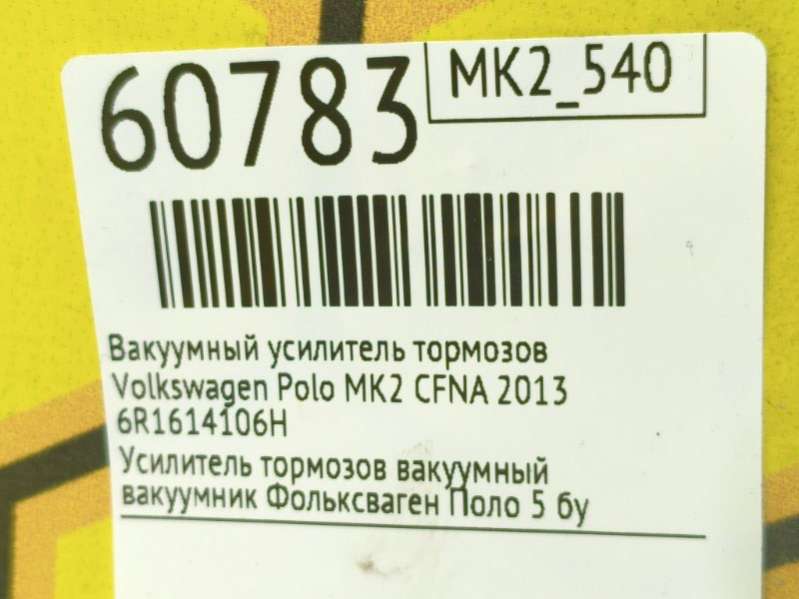 60783
MK2_540
Вакуумный усилитель тормозов
Volkswagen Polo MK2 CFNA 2013
6R1614106H
Усилитель тормозов вакуумный
вакуумник Фольксваген Поло 5 бу